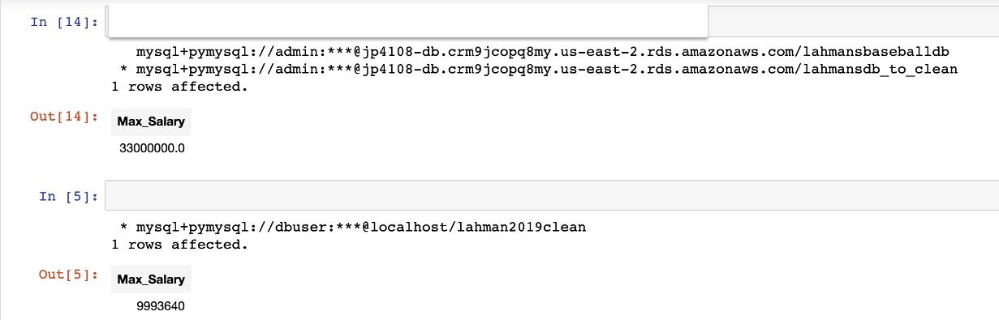 In [14]:
mysql+pymysql://admin:***@jp4108-db.crm9jcopq8my.us-east-2.rds.amazonaws.com/lahmansbaseballdb
* mysql+pymysql://admin:***@jp4108-db.crm9jcopq8my.us-east-2.rds.amazonaws.com/lahmansdb_to_clean
1 rows affected.
Out[14]:
Max_Salary
33000000.0
In [5]:
* mysql+pymysql://dbuser:***@localhost/lahman2019clean
1 rows affected.
Out[5]:
Max_Salary
9993640